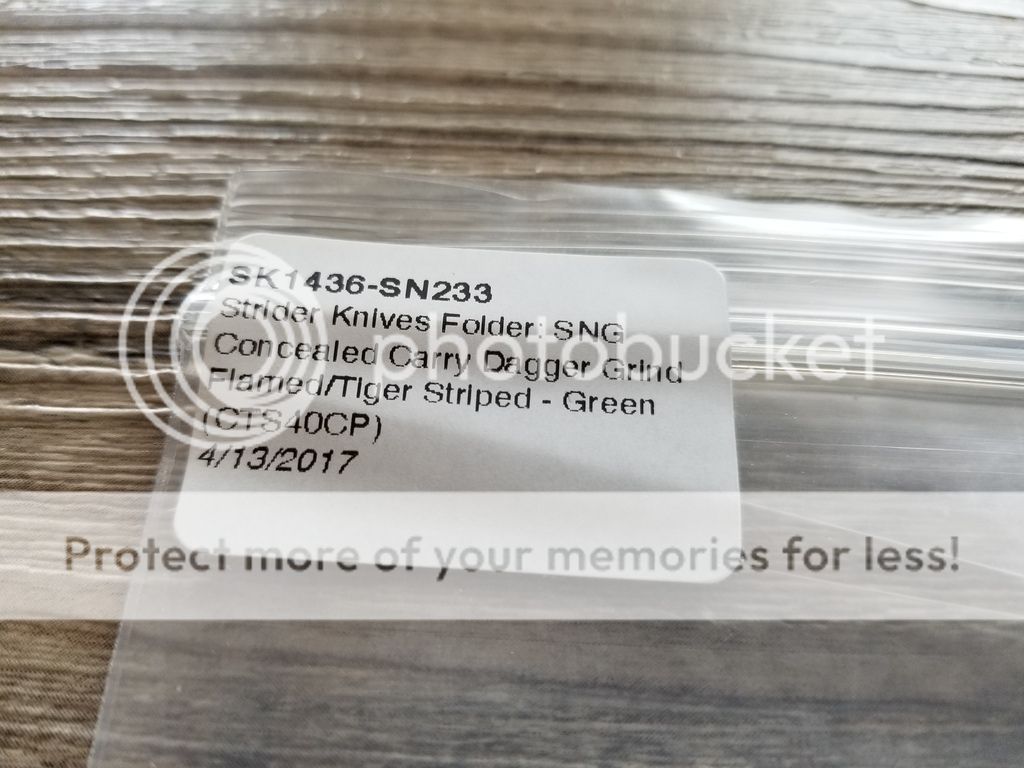 SK1436-SN233
Strider Knives Folder: SNG
Concealed Carry Dagger Grind
Flamed/Tiger Striped - Green
(CTS40CP)
4/13/2017
photobucket
Protect more of your memories for less!